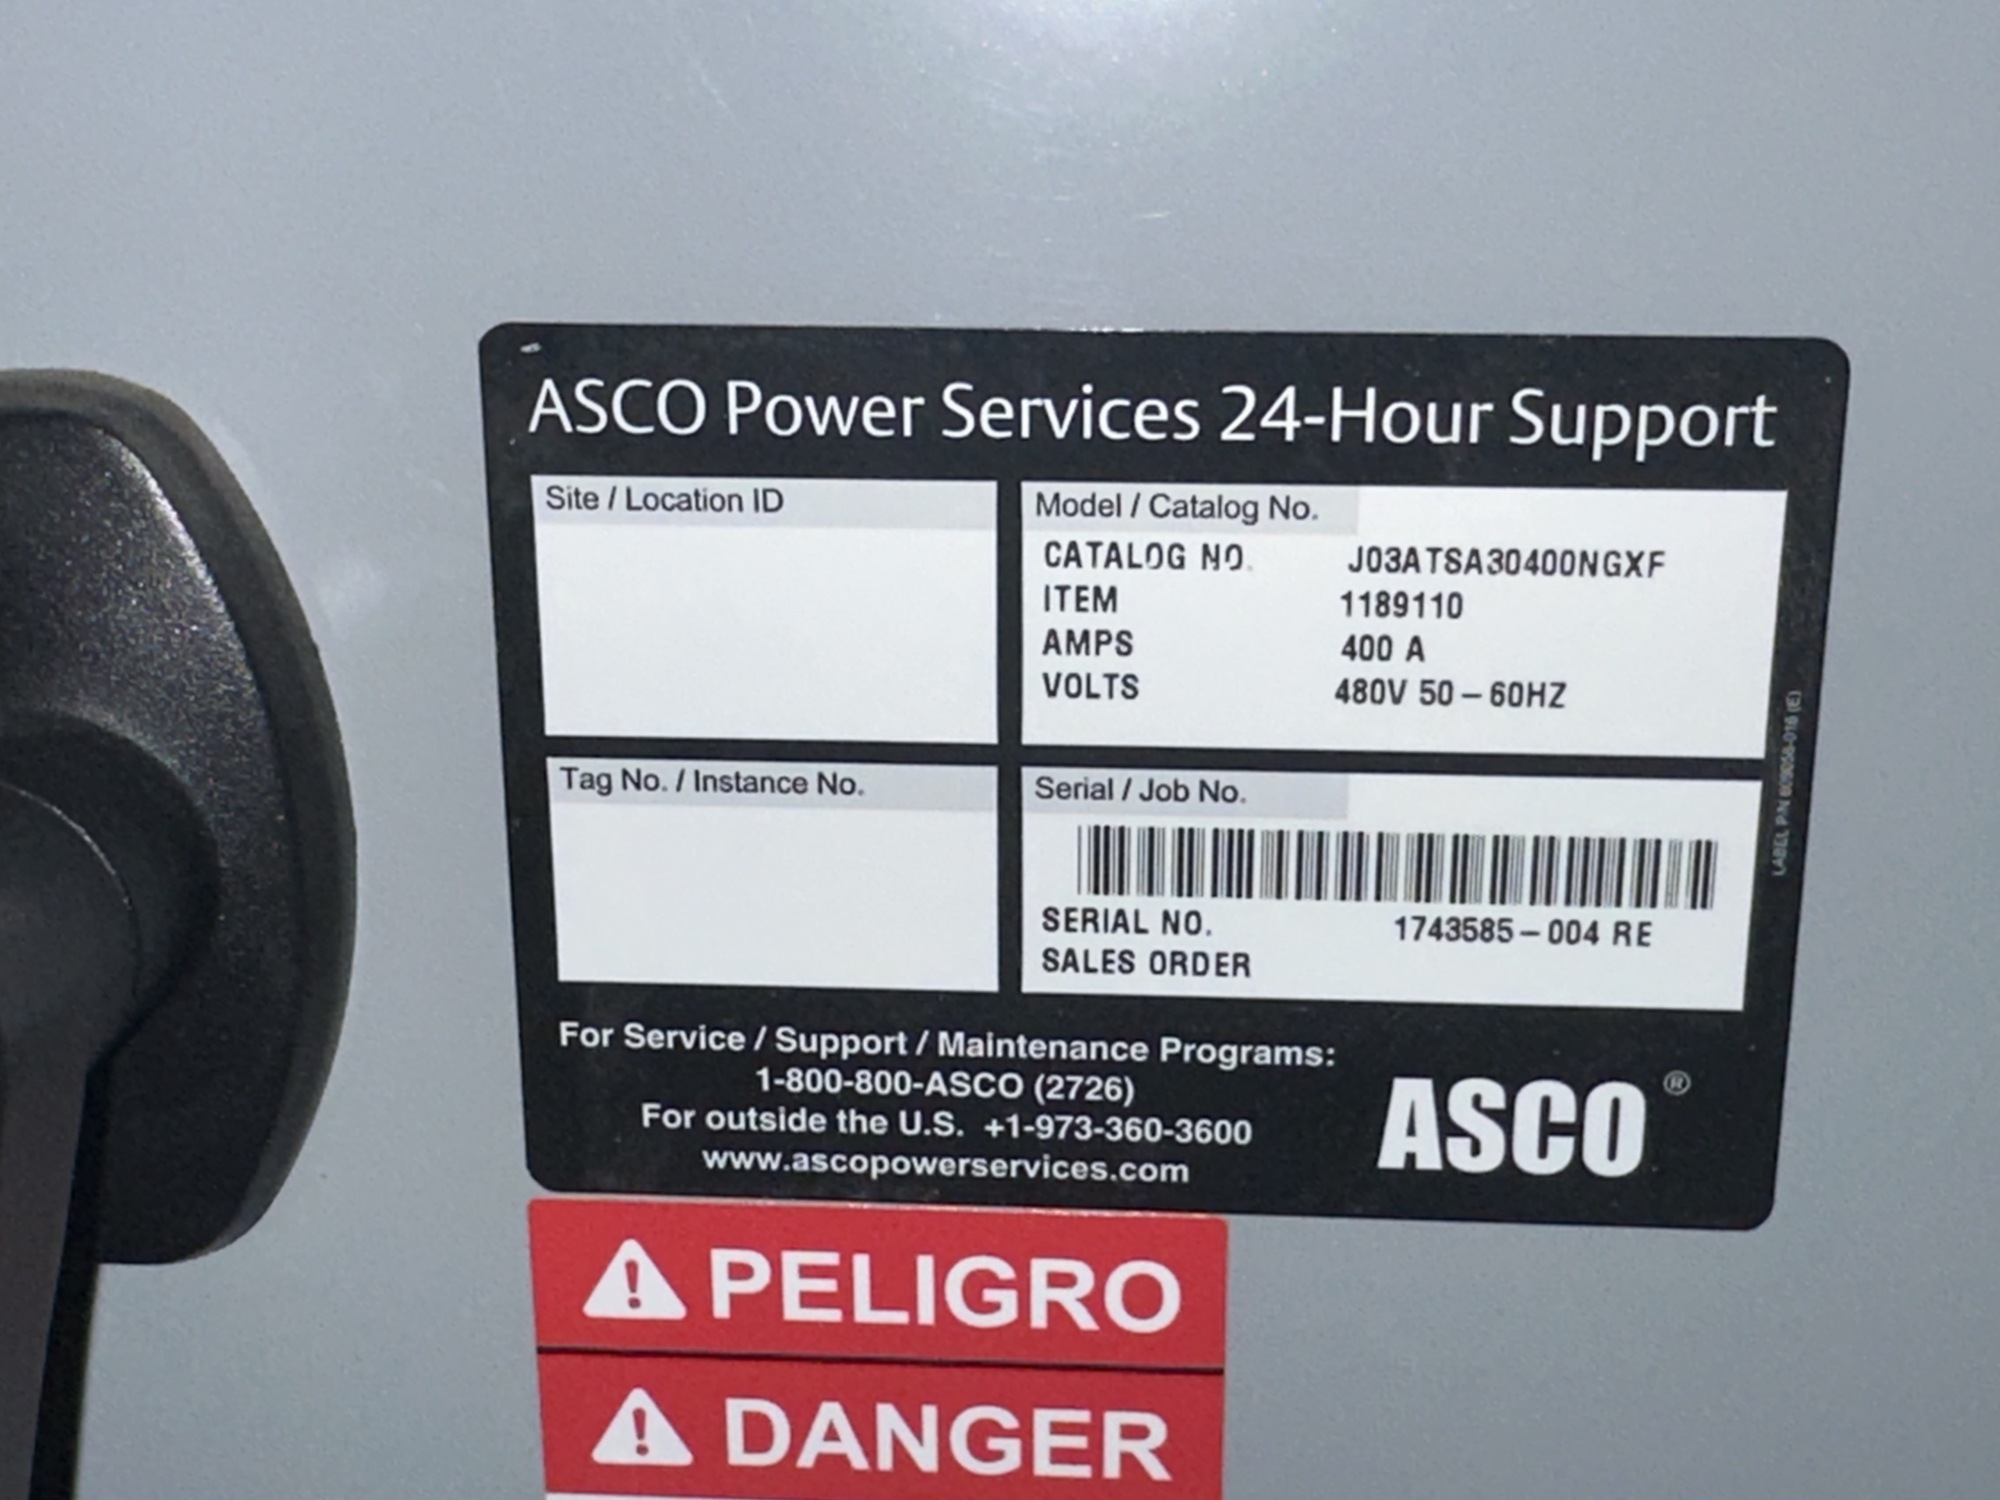 ASCO Power Services 24-Hour Support
Site / Location ID
Model / Catalog No.
CATALOG NO. J03ATSA30400NGXF
ITEM 1189110
AMPS 400 A
VOLTS 480V 50-60HZ
Tag No. / Instance No.
Serial / Job No.
SERIAL NO. 1743585-004 RE
SALES ORDER
LABEL P/N 609058-016 (E)
For Service / Support / Maintenance Programs:
1-800-800-ASCO (2726)
For outside the U.S. +1-973-360-3600
www.ascopowerservices.com
ASCO ®
PELIGRO
DANGER